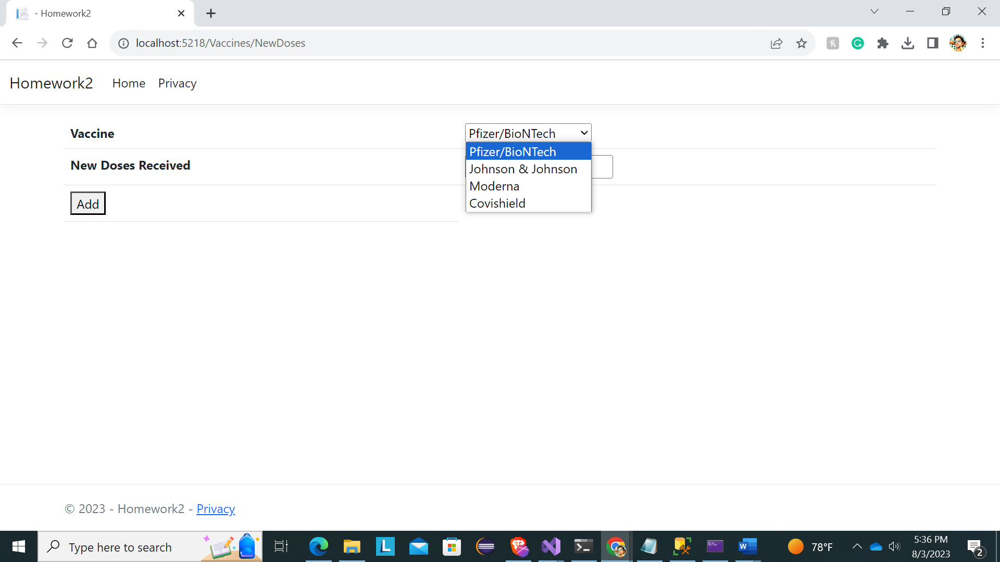 - Homework2
localhost:5218/Vaccines/NewDoses
Homework2 Home Privacy
Vaccine Pfizer/BioNTech
Pfizer/BioNTech
New Doses Received
Johnson & Johnson
Moderna
Covishield
Add
© 2023 - Homework2 - Privacy
Type here to search
L
W
C:\_
78°F
5:36 PM
8/3/2023
2